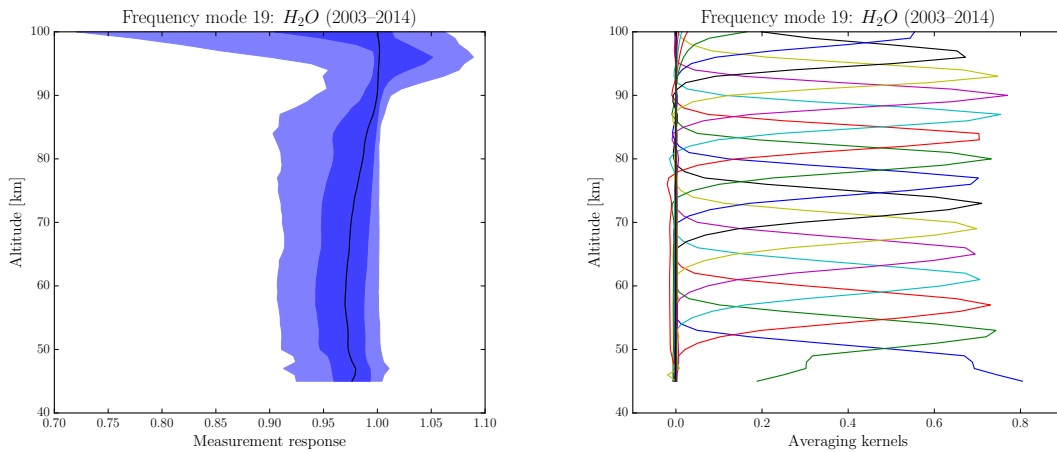 Frequency mode 19: H₂O (2003–2014)
100
90
80
70
60
50
40
Altitude [km]
0.70 0.75 0.80 0.85 0.90 0.95 1.00 1.05 1.10
Measurement response
Frequency mode 19: H₂O (2003–2014)
100
90
80
70
60
50
40
Altitude [km]
0.0 0.2 0.4 0.6 0.8
Averaging kernels